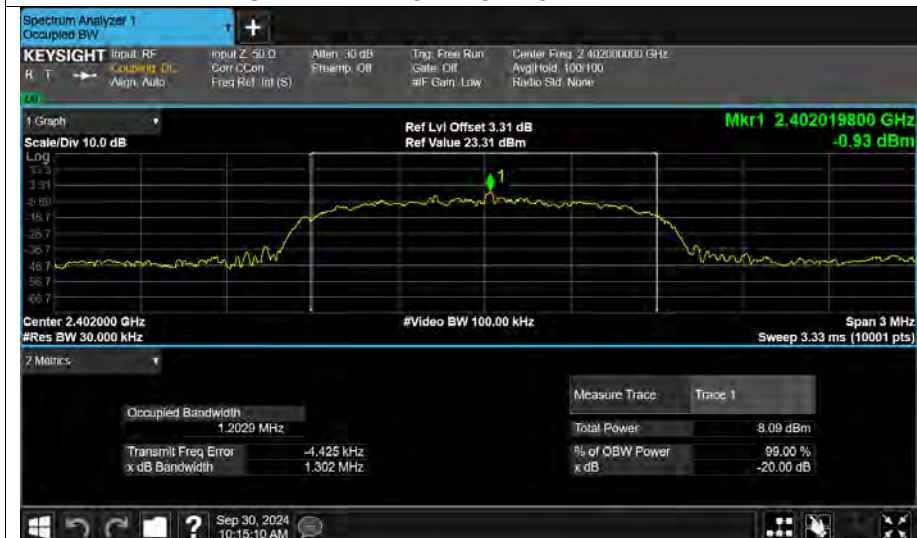 Spectrum Analyzer 1
Occupied BW
+
KEYSIGHT Input: RF Input Z: 50 Ω Atten: 30 dB Trig: Free Run Center Freq: 2.402000000 GHz
R T Coupling: DC Corr CCorr Preamp: Off Gate: Off Avg|Hold: 100/100
Align: Auto Freq Ref: Int (S) #IF Gain: Low Radio Std: None
1 Graph Ref Lvl Offset 3.31 dB Mkr1 2.402019800 GHz
Scale/Div 10.0 dB Ref Value 23.31 dBm -0.93 dBm
Log
1
3.31
-16.7
-26.7
-36.7
-46.7
-56.7
-66.7
Center 2.402000 GHz #Video BW 100.00 kHz Span 3 MHz
#Res BW 30.000 kHz Sweep 3.33 ms (10001 pts)
2 Metrics
Measure Trace Trace 1
Occupied Bandwidth
1.2029 MHz Total Power 8.09 dBm
Transmit Freq Error -4.425 kHz % of OBW Power 99.00 %
x dB Bandwidth 1.302 MHz x dB -20.00 dB
? Sep 30, 2024
10:15:10 AM